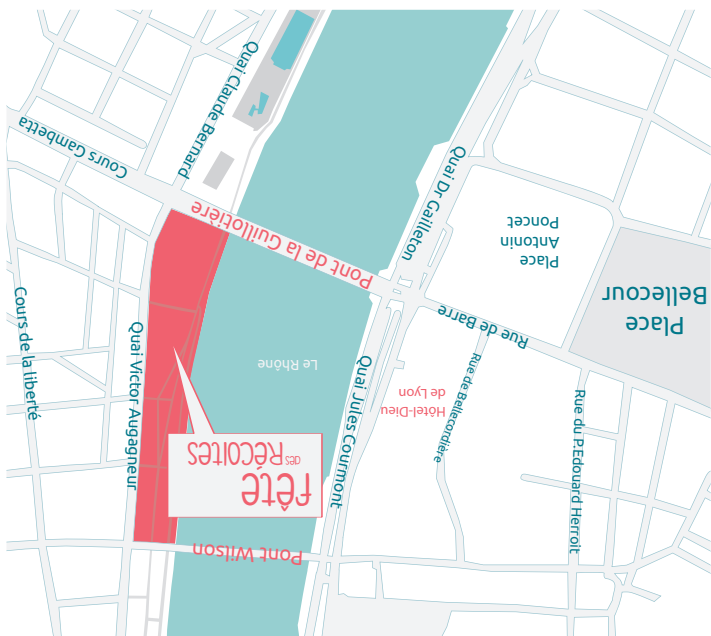 Pont Wilson
fête
des Récoltes
Rue du P.Edouard Herroit
Rue de Bellecordière
Hôtel-Dieu
de Lyon
Quai Jules Courmont
Quai Victor Augagneur
Cours de la liberté
Le Rhône
Place
Bellecour
Rue de Barre
Pont de la Guillotière
Place
Antonin
Poncet
Quai Dr Gailleton
Cours Gambetta
Quai Claude Bernard